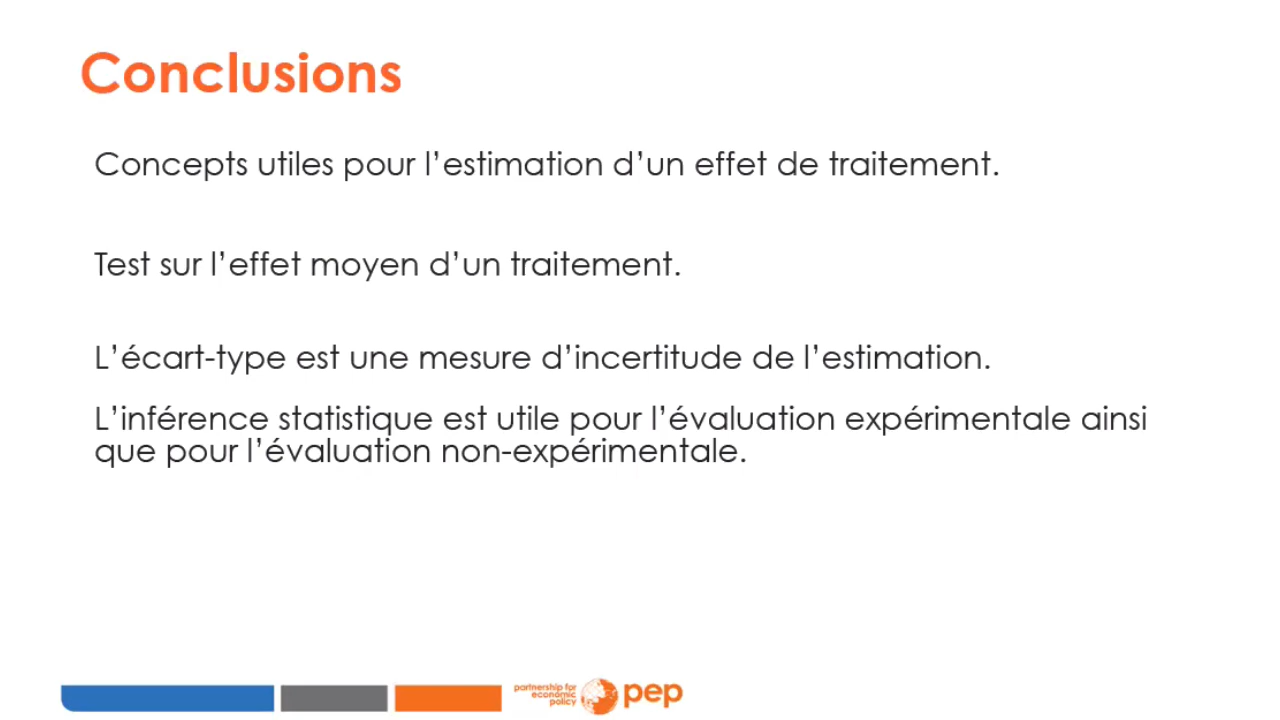 Conclusions
Concepts utiles pour l’estimation d’un effet de traitement.
Test sur l’effet moyen d’un traitement.
L’écart-type est une mesure d’incertitude de l’estimation.
L’inférence statistique est utile pour l’évaluation expérimentale ainsi
que pour l’évaluation non-expérimentale.
partnership for
economic
policy
pep